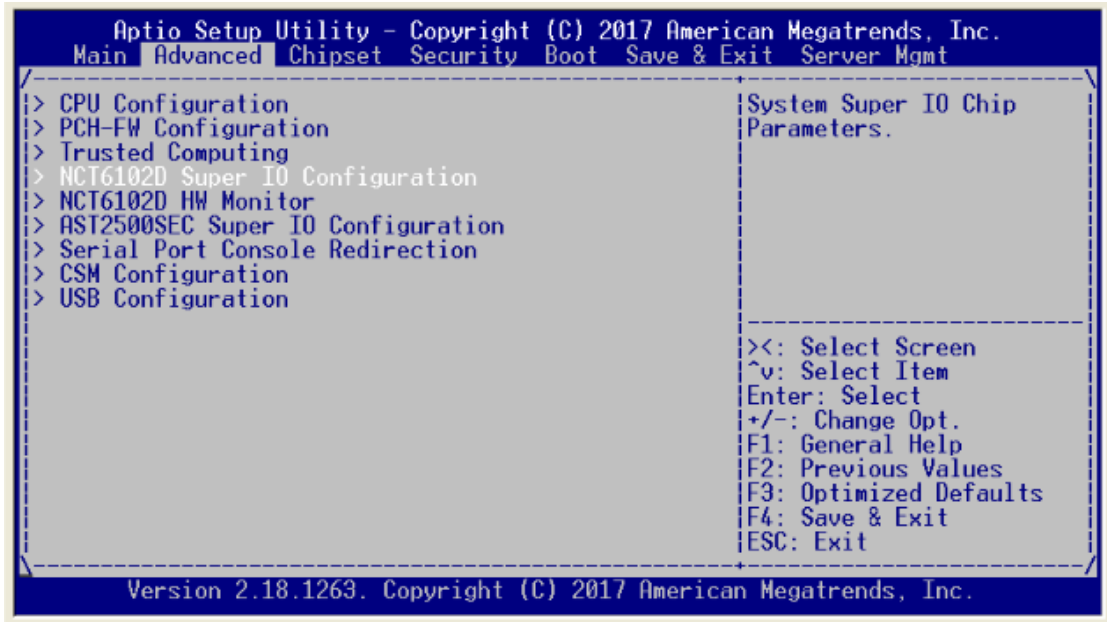 Aptio Setup Utility – Copyright (C) 2017 American Megatrends, Inc.
Main Advanced Chipset Security Boot Save & Exit Server Mgmt
> CPU Configuration
> PCH-FW Configuration
> Trusted Computing
> NCT6102D Super IO Configuration
> NCT6102D HW Monitor
> AST2500SEC Super IO Configuration
> Serial Port Console Redirection
> CSM Configuration
> USB Configuration
System Super IO Chip
Parameters.
><: Select Screen
^v: Select Item
Enter: Select
+/-: Change Opt.
F1: General Help
F2: Previous Values
F3: Optimized Defaults
F4: Save & Exit
ESC: Exit
Version 2.18.1263. Copyright (C) 2017 American Megatrends, Inc.